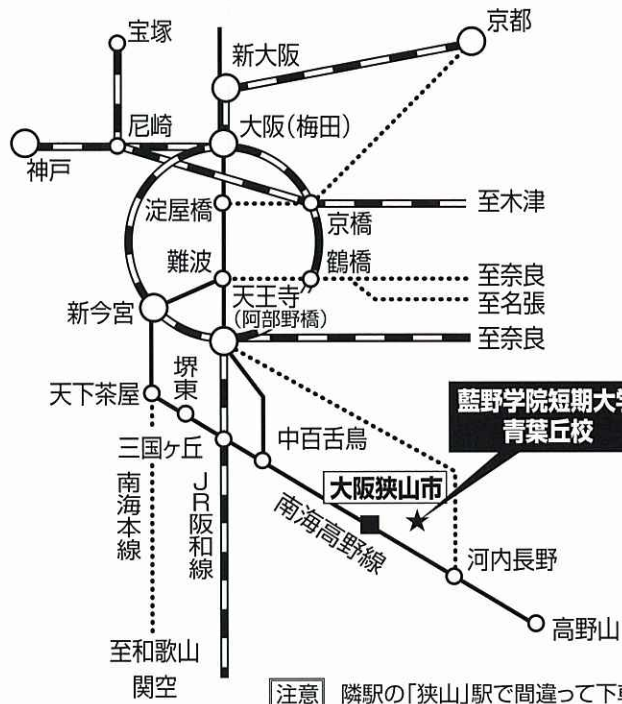 宝塚
京都
新大阪
尼崎
大阪(梅田)
神戸
淀屋橋
京橋
至木津
難波
鶴橋
至奈良
至名張
天王寺
(阿部野橋)
新今宮
至奈良
堺東
天下茶屋
藍野学院短期大学
青葉丘校
三国ヶ丘
中百舌鳥
大阪狭山市
南海本線
JR阪和線
南海高野線
河内長野
高野山
至和歌山
関空
注意 隣駅の「狭山」駅で間違って下車